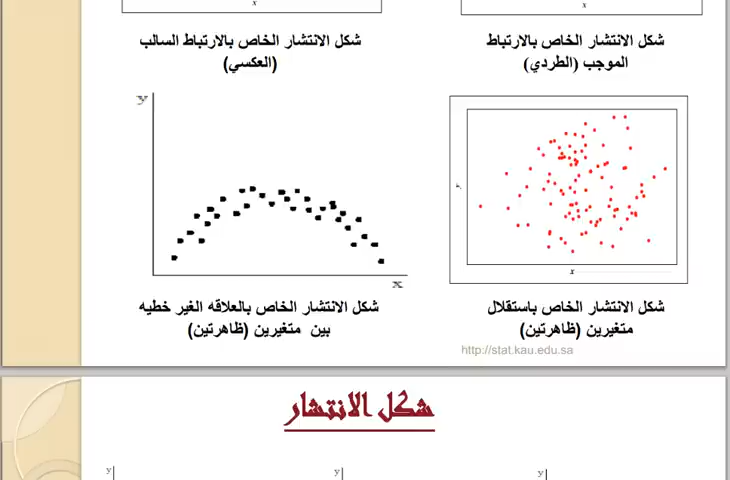 x
x
شكل الانتشار الخاص بالارتباط
الموجب (الطردي)
شكل الانتشار الخاص بالارتباط السالب
(العكسي)
y
x
y
x
شكل الانتشار الخاص باستقلال
متغيرين (ظاهرتين)
شكل الانتشار الخاص بالعلاقه الغير خطيه
بين متغيرين (ظاهرتين)
http://stat.kau.edu.sa
شكل الانتشار
y
y
y